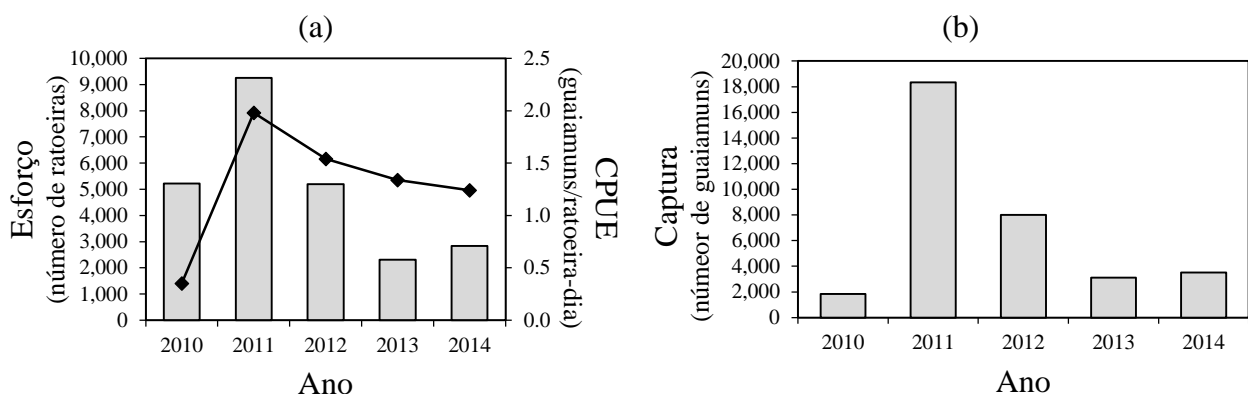 (a)
10,000
9,000
8,000
7,000
6,000
5,000
4,000
3,000
2,000
1,000
0
Esforço
(número de ratoeiras)
2.5
2.0
1.5
1.0
0.5
0.0
CPUE
(guaiamuns/ratoeira-dia)
2010 2011 2012 2013 2014
Ano
(b)
20,000
18,000
16,000
14,000
12,000
10,000
8,000
6,000
4,000
2,000
0
Captura
(númeor de guaiamuns)
2010 2011 2012 2013 2014
Ano